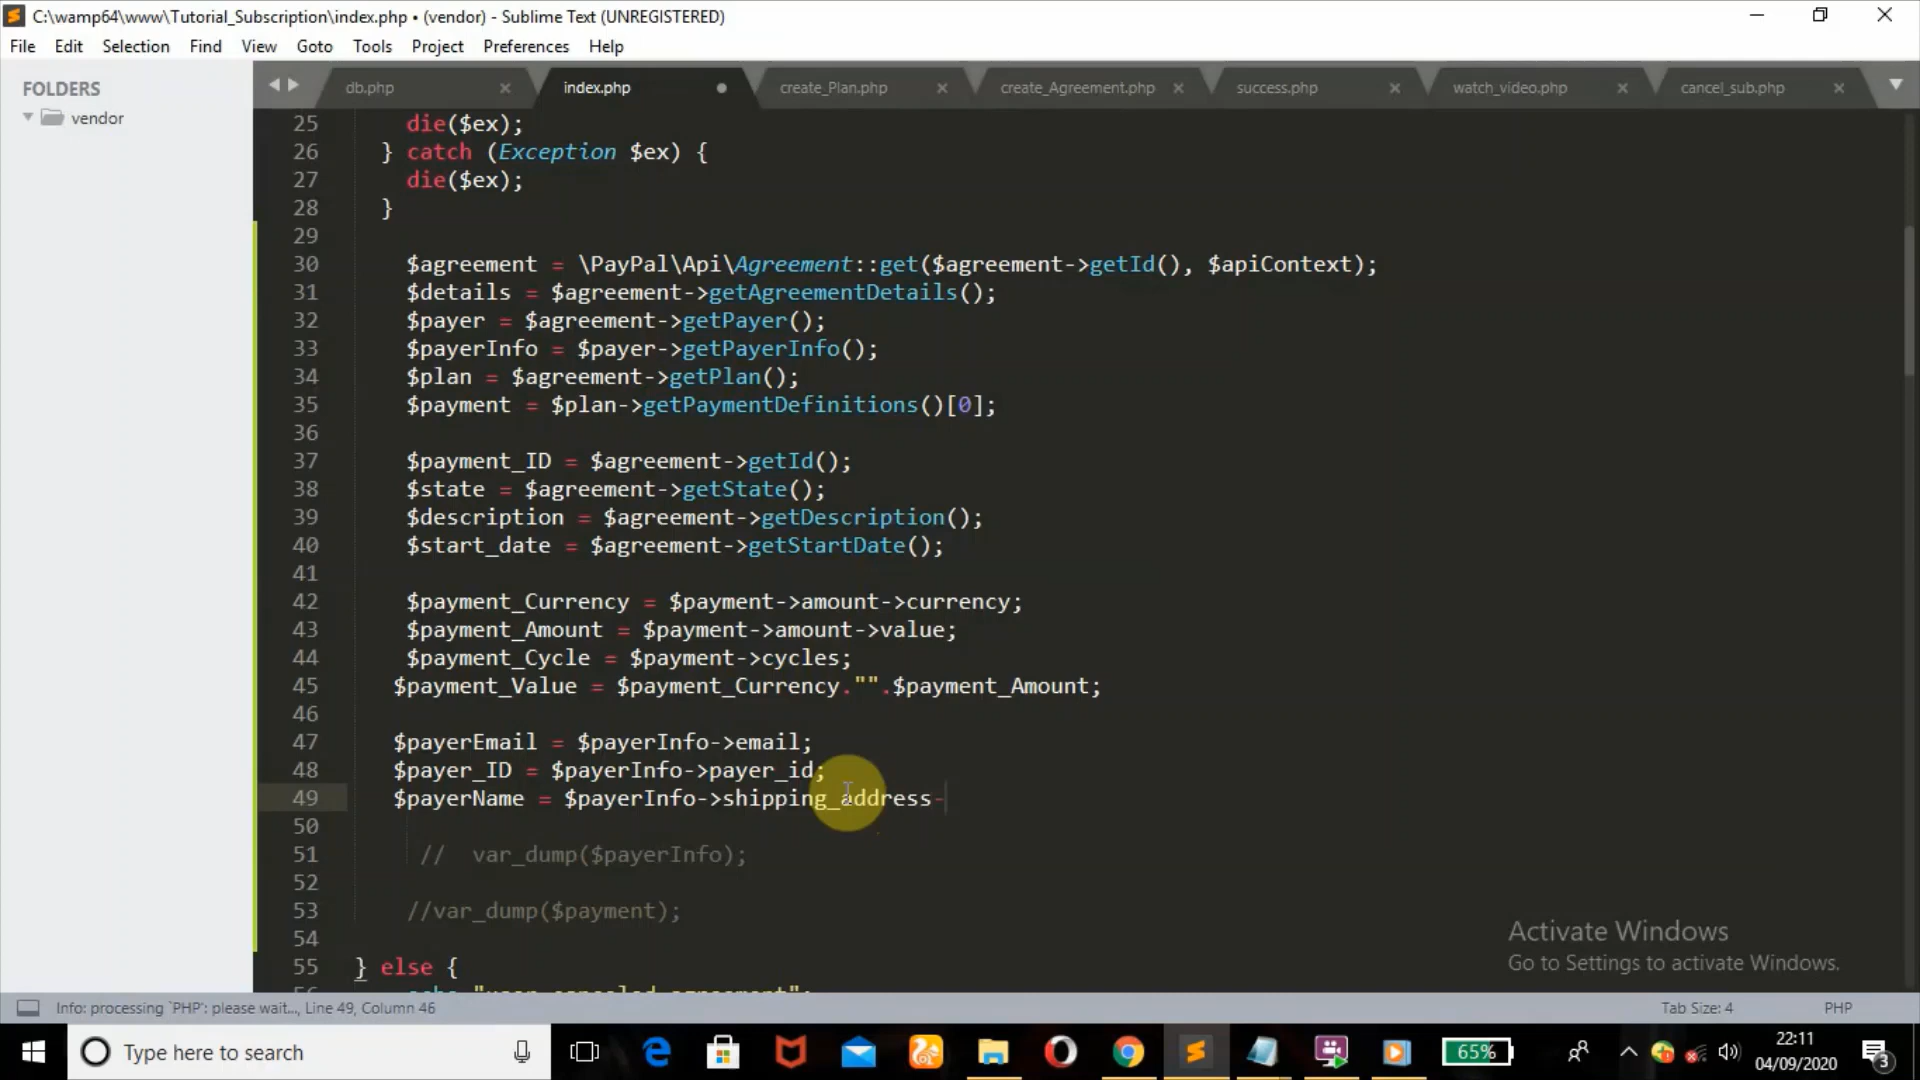 C:\wamp64\www\Tutorial_Subscription\index.php • (vendor) - Sublime Text (UNREGISTERED)
File Edit Selection Find View Goto Tools Project Preferences Help
FOLDERS
vendor
db.php index.php create_Plan.php create_Agreement.php success.php watch_video.php cancel_sub.php
25 die($ex);
26 } catch (Exception $ex) {
27 die($ex);
28 }
29
30 $agreement = \PayPal\Api\Agreement::get($agreement->getId(), $apiContext);
31 $details = $agreement->getAgreementDetails();
32 $payer = $agreement->getPayer();
33 $payerInfo = $payer->getPayerInfo();
34 $plan = $agreement->getPlan();
35 $payment = $plan->getPaymentDefinitions()[0];
36
37 $payment_ID = $agreement->getId();
38 $state = $agreement->getState();
39 $description = $agreement->getDescription();
40 $start_date = $agreement->getStartDate();
41
42 $payment_Currency = $payment->amount->currency;
43 $payment_Amount = $payment->amount->value;
44 $payment_Cycle = $payment->cycles;
45 $payment_Value = $payment_Currency."".$payment_Amount;
46
47 $payerEmail = $payerInfo->email;
48 $payer_ID = $payerInfo->payer_id;
49 $payerName = $payerInfo->shipping_address-
50
51 // var_dump($payerInfo);
52
53 //var_dump($payment);
54
55 } else {
Activate Windows
Go to Settings to activate Windows.
Info: processing `PHP`: please wait..., Line 49, Column 46 Tab Size: 4 PHP
Type here to search
65%
22:11
04/09/2020
3